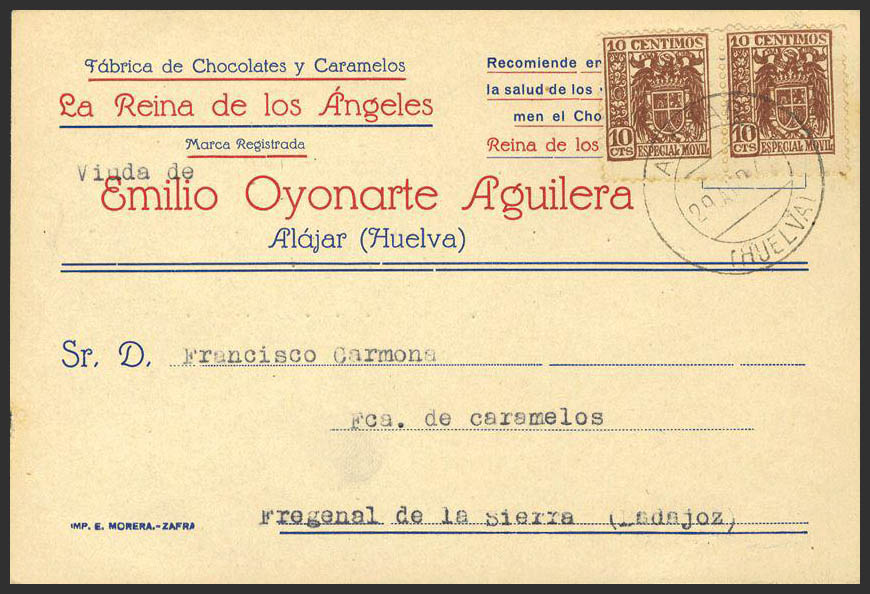 Fábrica de Chocolates y Caramelos
La Reina de los Ángeles
Marca Registrada
Viuda de
Emilio Oyonarte Aguilera
Alájar (Huelva)
Recomiende
la salud de los
men el
Reina de los
10 CENTIMOS
10 CTS ESPECIAL MOVIL
10 CENTIMOS
10 CTS ESPECIAL MOVIL
29
(HUELVA)
Sr. D. Francisco Carmona
Fca. de caramelos
Fregenal de la Sierra (Badajoz)
IMP. E. MORERA.-ZAFRA